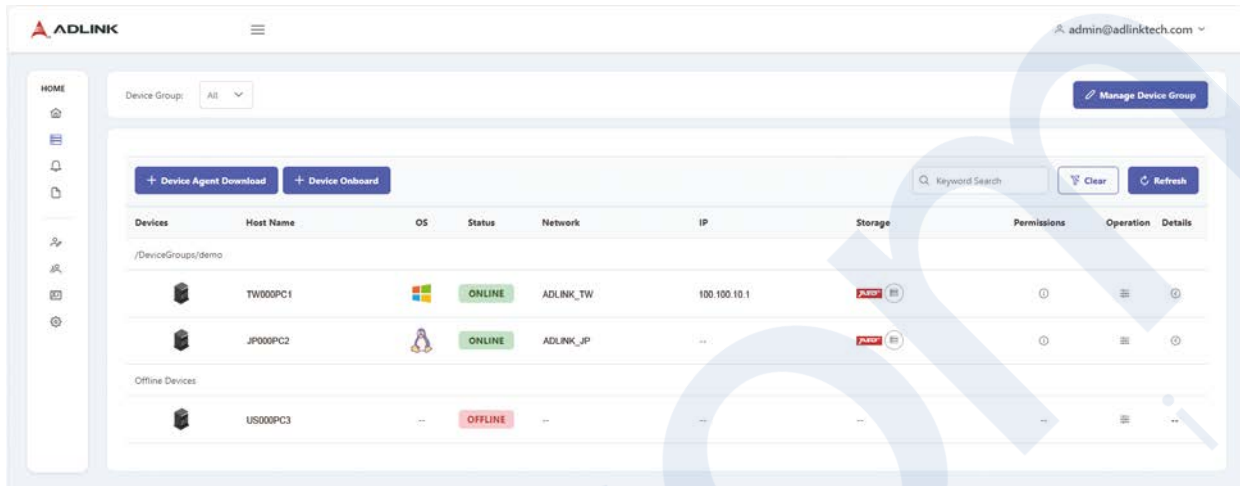 ADLINK
admin@adlinktech.com
HOME
Device Group: All
Manage Device Group
+ Device Agent Download + Device Onboard Keyword Search Clear Refresh
Devices Host Name OS Status Network IP Storage Permissions Operation Details
/DeviceGroups/demo
TW000PC1 ONLINE ADLINK_TW 100.100.10.1
JP000PC2 ONLINE ADLINK_JP --
Offline Devices
US000PC3 -- OFFLINE -- -- -- -- --